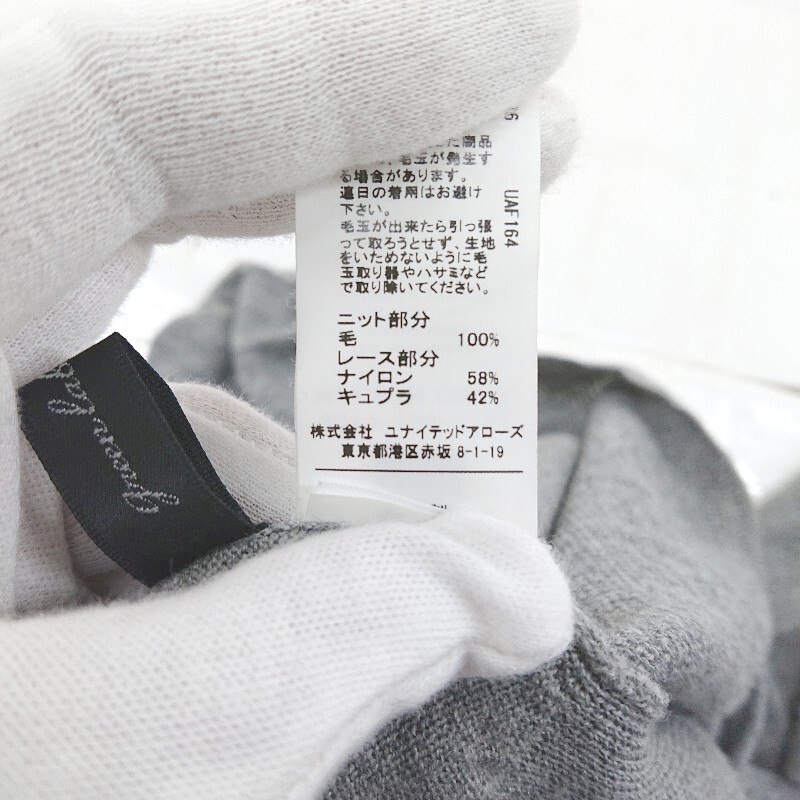 た商品
、毛玉が発生す
る場合があります。
連日の着用はお避け
下さい。
毛玉が出来たら引っ張
って取ろうとせず、生地
をいためないように毛
玉取り器やハサミなど
で取り除いてください。
ニット部分
毛 100%
レース部分
ナイロン 58%
キュプラ 42%
株式会社 ユナイテッドアローズ
東京都港区赤坂 8-1-19
UAF164
green